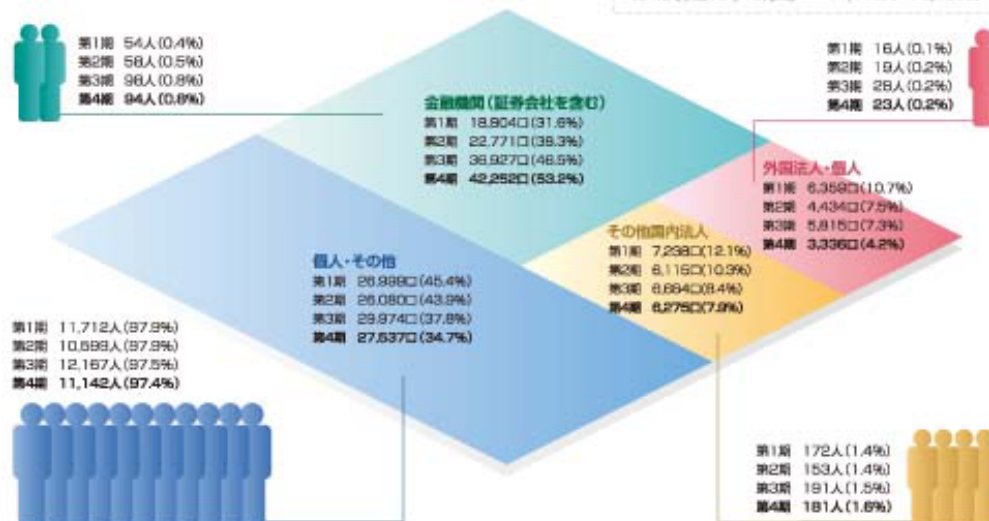 第1期 54人(0.4%)
第2期 58人(0.5%)
第3期 98人(0.8%)
第4期 94人(0.8%)
第1期 16人(0.1%)
第2期 19人(0.2%)
第3期 28人(0.2%)
第4期 23人(0.2%)
金融機関(証券会社を含む)
第1期 18,804口(31.6%)
第2期 22,771口(38.3%)
第3期 36,927口(46.5%)
第4期 42,252口(53.2%)
外国法人・個人
第1期 6,359口(10.7%)
第2期 4,434口(7.5%)
第3期 5,815口(7.3%)
第4期 3,336口(4.2%)
その他国内法人
第1期 7,238口(12.1%)
第2期 6,115口(10.3%)
第3期 6,684口(8.4%)
第4期 6,275口(7.9%)
個人・その他
第1期 26,999口(45.4%)
第2期 26,080口(43.9%)
第3期 29,974口(37.8%)
第4期 27,537口(34.7%)
第1期 11,712人(97.9%)
第2期 10,599人(97.9%)
第3期 12,167人(97.5%)
第4期 11,142人(97.4%)
第1期 172人(1.4%)
第2期 153人(1.4%)
第3期 191人(1.5%)
第4期 181人(1.6%)